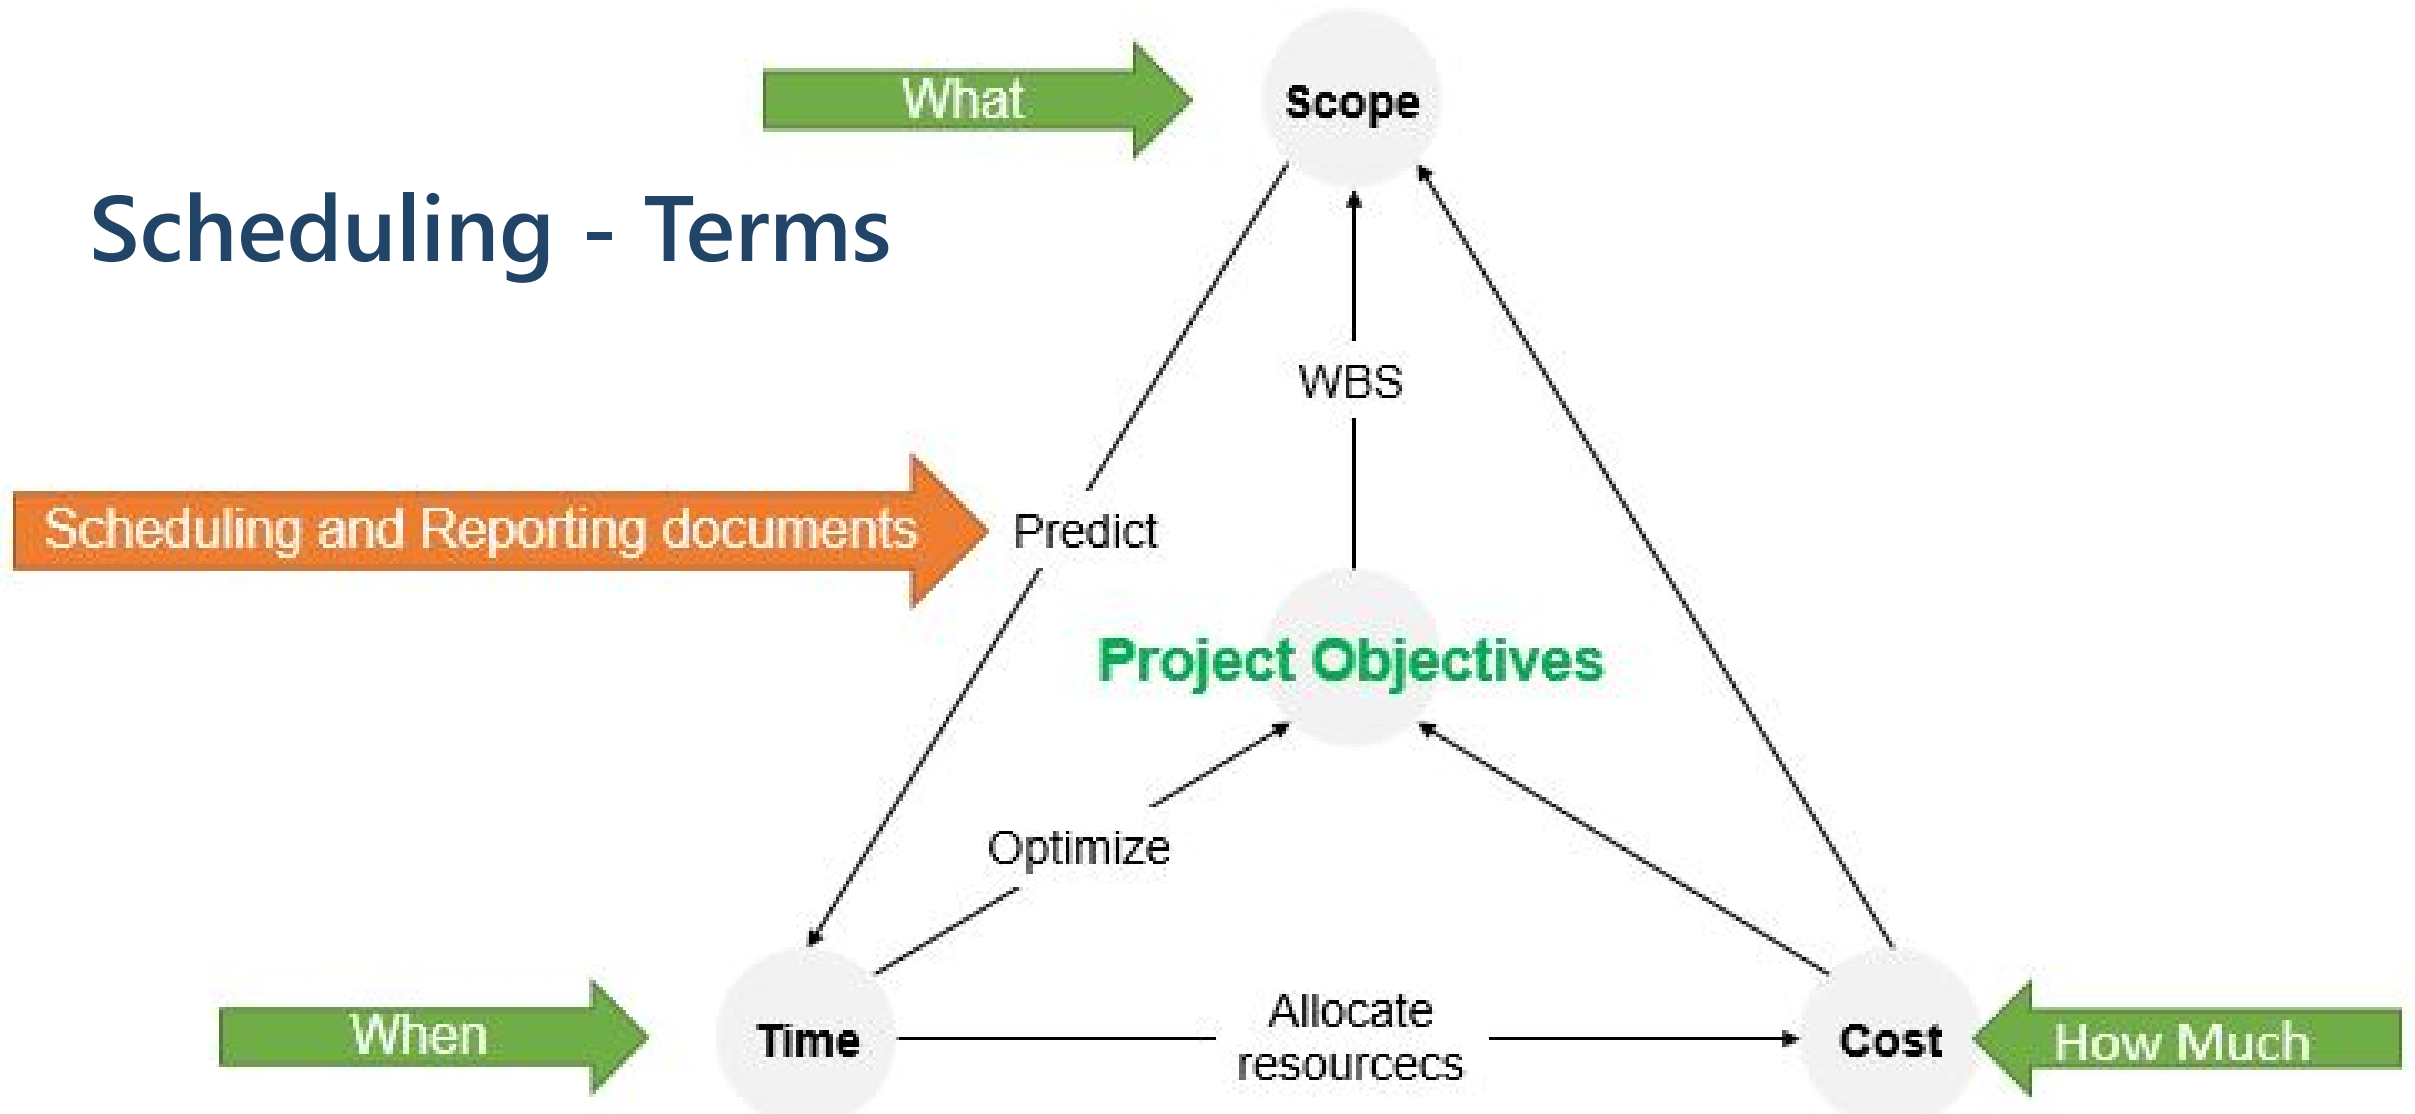 What
Scope
Scheduling - Terms
WBS
Scheduling and Reporting documents
Predict
Project Objectives
Optimize
When
Time
Allocate
resourcecs
Cost
How Much